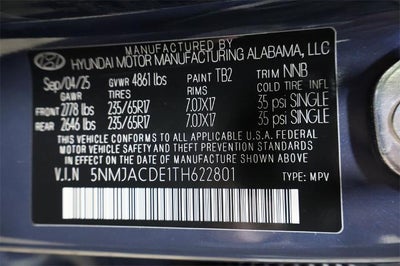 MANUFACTURED BY
HYUNDAI MOTOR MANUFACTURING ALABAMA, LLC
Sep/04/25 GVWR 4861 lbs PAINT TB2 TRIM NNB
GAWR TIRES RIMS COLD TIRE INFL
FRONT 2778 lbs 235/65R17 7.0JX17 35 psi SINGLE
REAR 2646 lbs 235/65R17 7.0JX17 35 psi SINGLE
THIS VEHICLE CONFORMS TO ALL APPLICABLE U.S. FEDERAL
MOTOR VEHICLE SAFETY AND THEFT PREVENTION STANDARDS
IN EFFECT ON THE DATE OF MANUFACTURE SHOWN ABOVE.
V.I.N 5NMJACDE1TH622801 TYPE: MPV